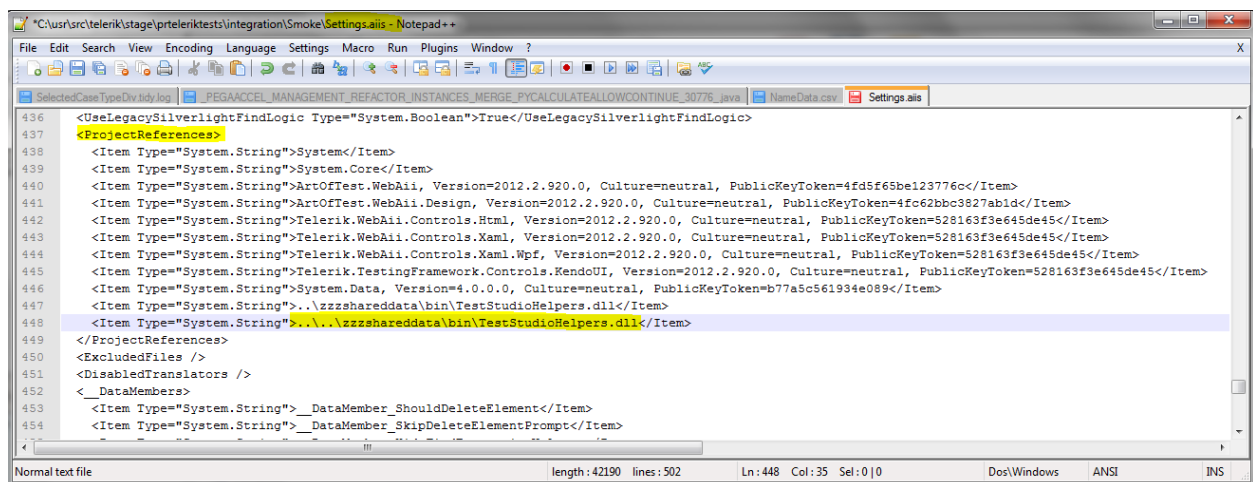 *C:\usr\src\telerik\stage\prteleriktests\integration\Smoke\Settings.aiis - Notepad++
File Edit Search View Encoding Language Settings Macro Run Plugins Window ? X
SelectedCaseTypeDiv.tidy.log _PEGAACCEL_MANAGEMENT_REFACTOR_INSTANCES_MERGE_PYCALCULATEALLOWCONTINUE_30776_.java NameData.csv Settings.aiis
436 <UseLegacySilverlightFindLogic Type="System.Boolean">True</UseLegacySilverlightFindLogic>
437 <ProjectReferences>
438 <Item Type="System.String">System</Item>
439 <Item Type="System.String">System.Core</Item>
440 <Item Type="System.String">ArtOfTest.WebAii, Version=2012.2.920.0, Culture=neutral, PublicKeyToken=4fd5f65be123776c</Item>
441 <Item Type="System.String">ArtOfTest.WebAii.Design, Version=2012.2.920.0, Culture=neutral, PublicKeyToken=4fc62bbc3827ab1d</Item>
442 <Item Type="System.String">Telerik.WebAii.Controls.Html, Version=2012.2.920.0, Culture=neutral, PublicKeyToken=528163f3e645de45</Item>
443 <Item Type="System.String">Telerik.WebAii.Controls.Xaml, Version=2012.2.920.0, Culture=neutral, PublicKeyToken=528163f3e645de45</Item>
444 <Item Type="System.String">Telerik.WebAii.Controls.Xaml.Wpf, Version=2012.2.920.0, Culture=neutral, PublicKeyToken=528163f3e645de45</Item>
445 <Item Type="System.String">Telerik.TestingFramework.Controls.KendoUI, Version=2012.2.920.0, Culture=neutral, PublicKeyToken=528163f3e645de45</Item>
446 <Item Type="System.String">System.Data, Version=4.0.0.0, Culture=neutral, PublicKeyToken=b77a5c561934e089</Item>
447 <Item Type="System.String">..\zzzshareddata\bin\TestStudioHelpers.dll</Item>
448 <Item Type="System.String">..\..\zzzshareddata\bin\TestStudioHelpers.dll</Item>
449 </ProjectReferences>
450 <ExcludedFiles />
451 <DisabledTranslators />
452 <__DataMembers>
453 <Item Type="System.String">__DataMember_ShouldDeleteElement</Item>
454 <Item Type="System.String">__DataMember_SkipDeleteElementPrompt</Item>
Normal text file length : 42190 lines : 502 Ln : 448 Col : 35 Sel : 0 | 0 Dos\Windows ANSI INS